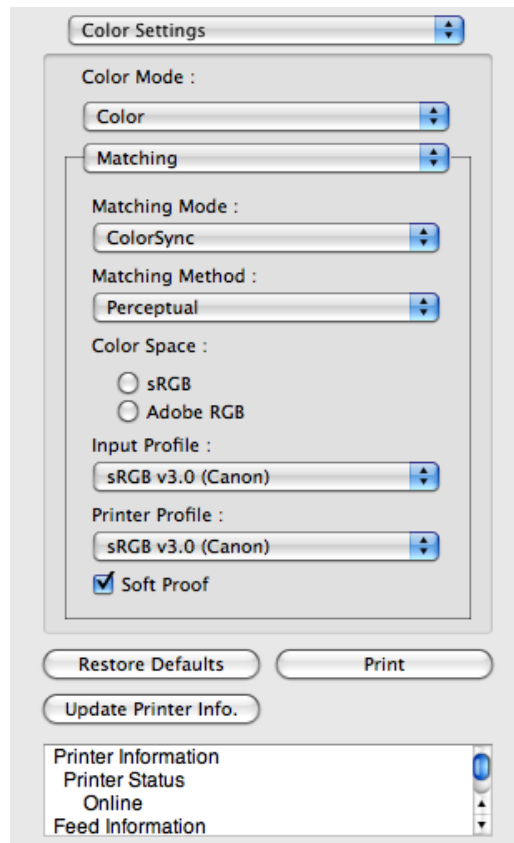 Color Settings
Color Mode :
Color
Matching
Matching Mode :
ColorSync
Matching Method :
Perceptual
Color Space :
sRGB
Adobe RGB
Input Profile :
sRGB v3.0 (Canon)
Printer Profile :
sRGB v3.0 (Canon)
Soft Proof
Restore Defaults Print
Update Printer Info.
Printer Information
Printer Status
Online
Feed Information